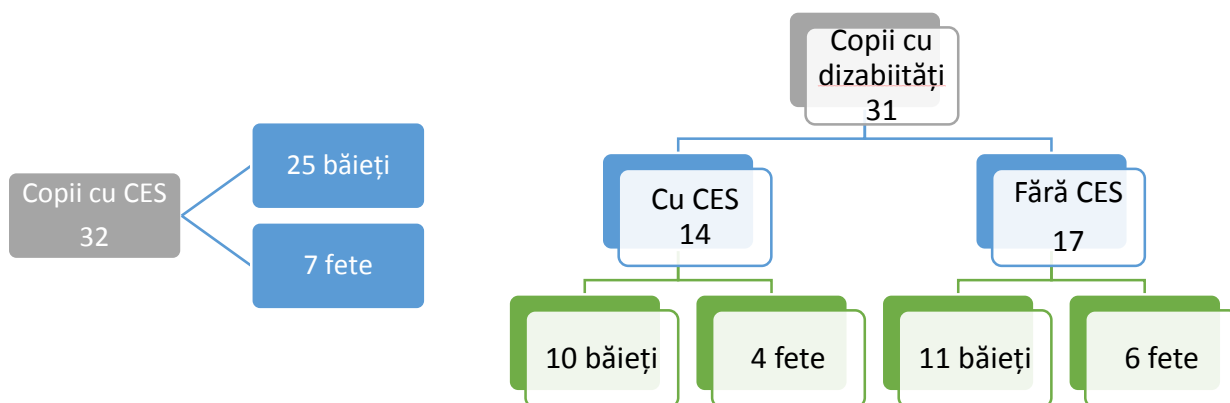 Copii cu CES
32
25 băieți
7 fete
Copii cu
dizabiități
31
Cu CES
14
Fără CES
17
10 băieți
4 fete
11 băieți
6 fete